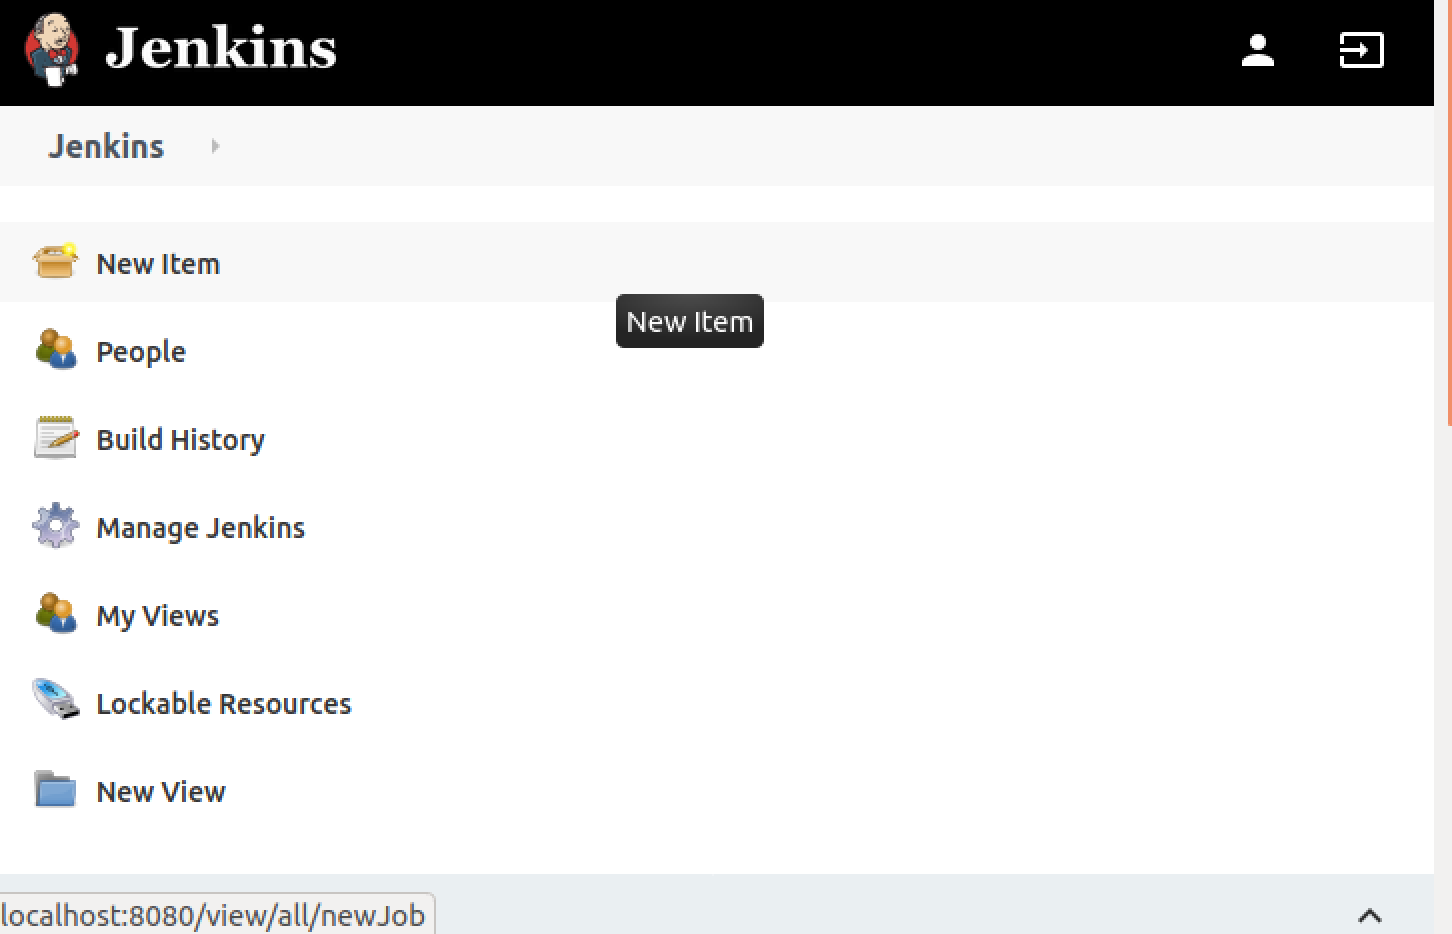 Jenkins
Jenkins
New Item
New Item
People
Build History
Manage Jenkins
My Views
Lockable Resources
New View
localhost:8080/view/all/newJob